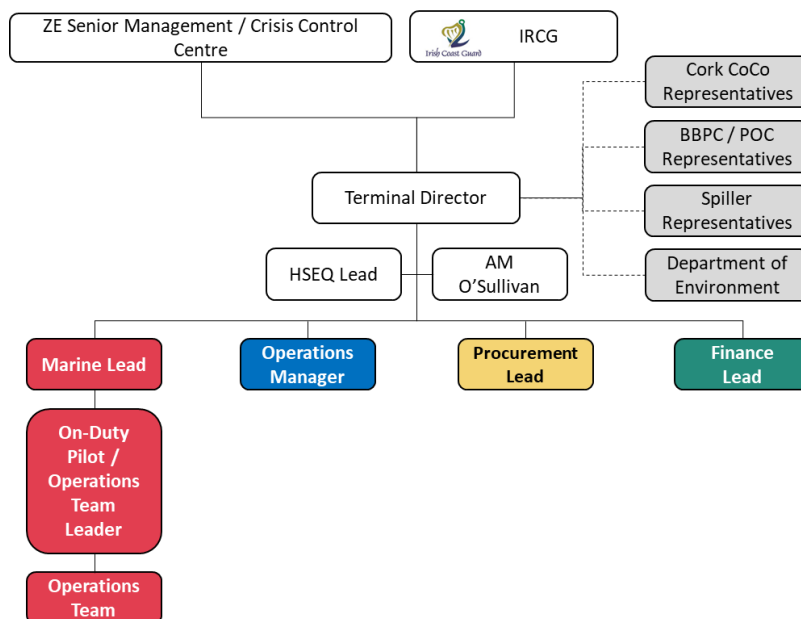 ZE Senior Management / Crisis Control
Centre
Irish Coast Guard
IRCG
Cork CoCo
Representatives
BBPC / POC
Representatives
Terminal Director
Spiller
Representatives
HSEQ Lead
AM
O’Sullivan
Department of
Environment
Marine Lead
Operations
Manager
Procurement
Lead
Finance
Lead
On-Duty
Pilot /
Operations
Team
Leader
Operations
Team